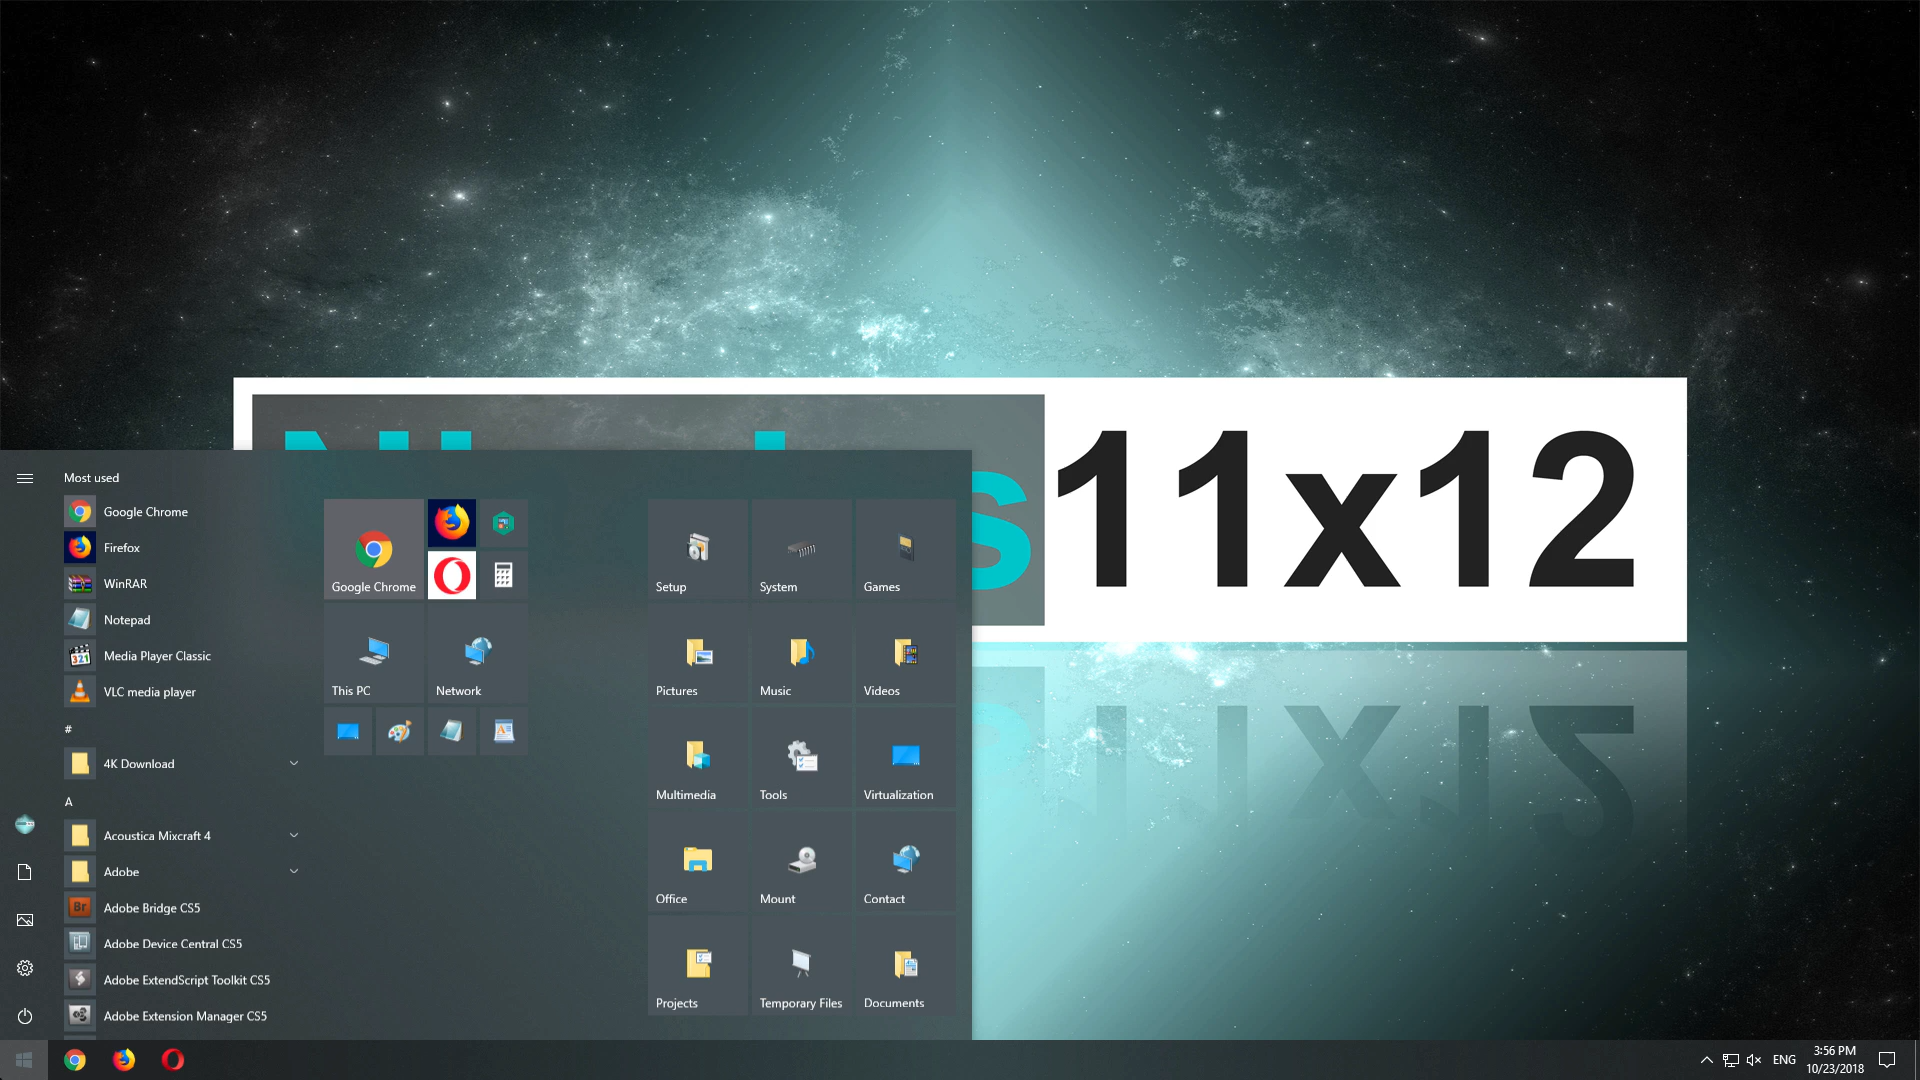 11x12
Most used
Google Chrome
Firefox
WinRAR
Notepad
Media Player Classic
VLC media player
#
4K Download
A
Acoustica Mixcraft 4
Adobe
Adobe Bridge CS5
Adobe Device Central CS5
Adobe ExtendScript Toolkit CS5
Adobe Extension Manager CS5
Google Chrome
This PC
Network
Setup
System
Games
Pictures
Music
Videos
Multimedia
Tools
Virtualization
Office
Mount
Contact
Projects
Temporary Files
Documents
ENG
3:56 PM
10/23/2018